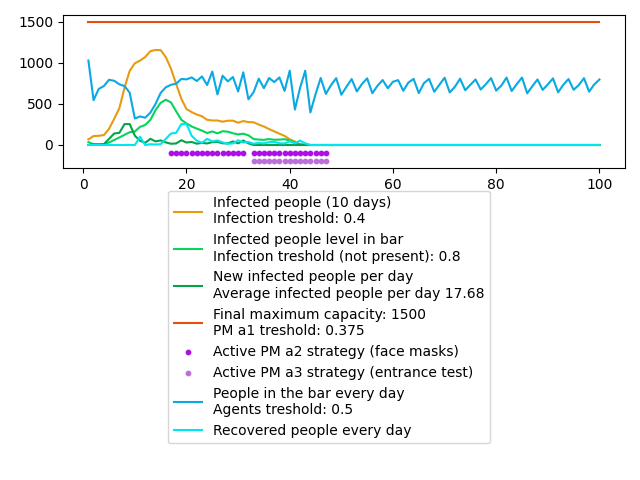 1500
1000
500
0
0 20 40 60 80 100
Infected people (10 days)
Infection treshold: 0.4
Infected people level in bar
Infection treshold (not present): 0.8
New infected people per day
Average infected people per day 17.68
Final maximum capacity: 1500
PM a1 treshold: 0.375
Active PM a2 strategy (face masks)
Active PM a3 strategy (entrance test)
People in the bar every day
Agents treshold: 0.5
Recovered people every day